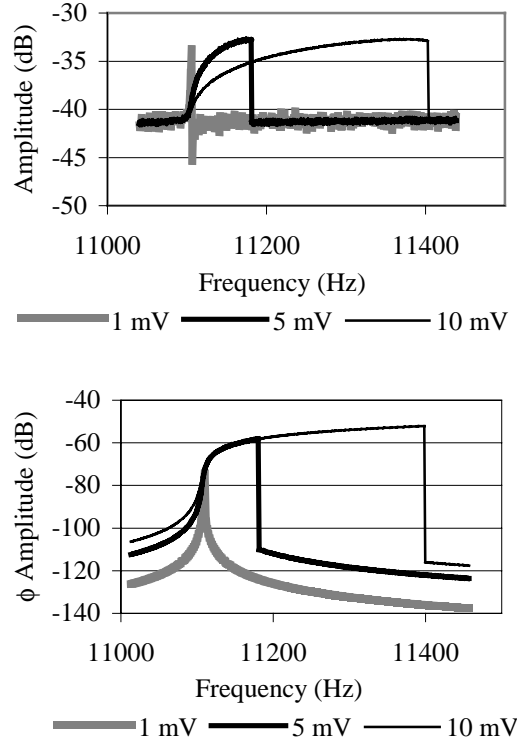 Amplitude (dB)
-30
-35
-40
-45
-50
11000 11200 11400
Frequency (Hz)
1 mV 5 mV 10 mV
ϕ Amplitude (dB)
-40
-60
-80
-100
-120
-140
11000 11200 11400
Frequency (Hz)
1 mV 5 mV 10 mV